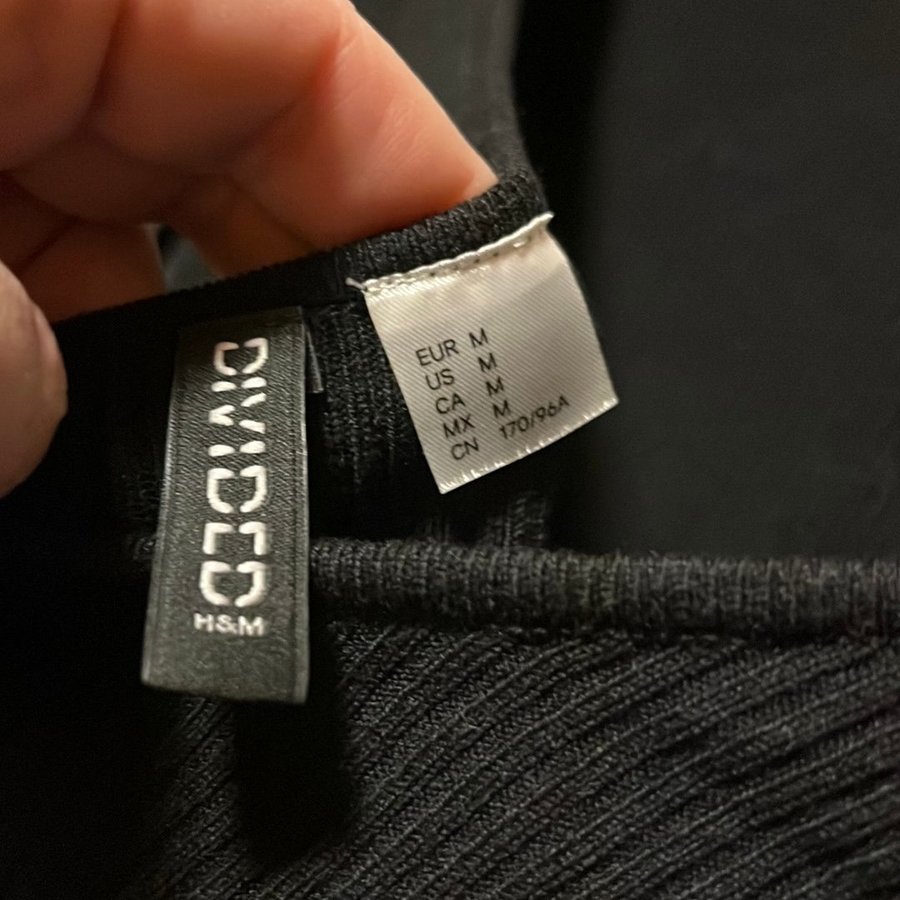 DIVIDED
H&M
EUR M
US M
CA M
MX M
CN 170/96A